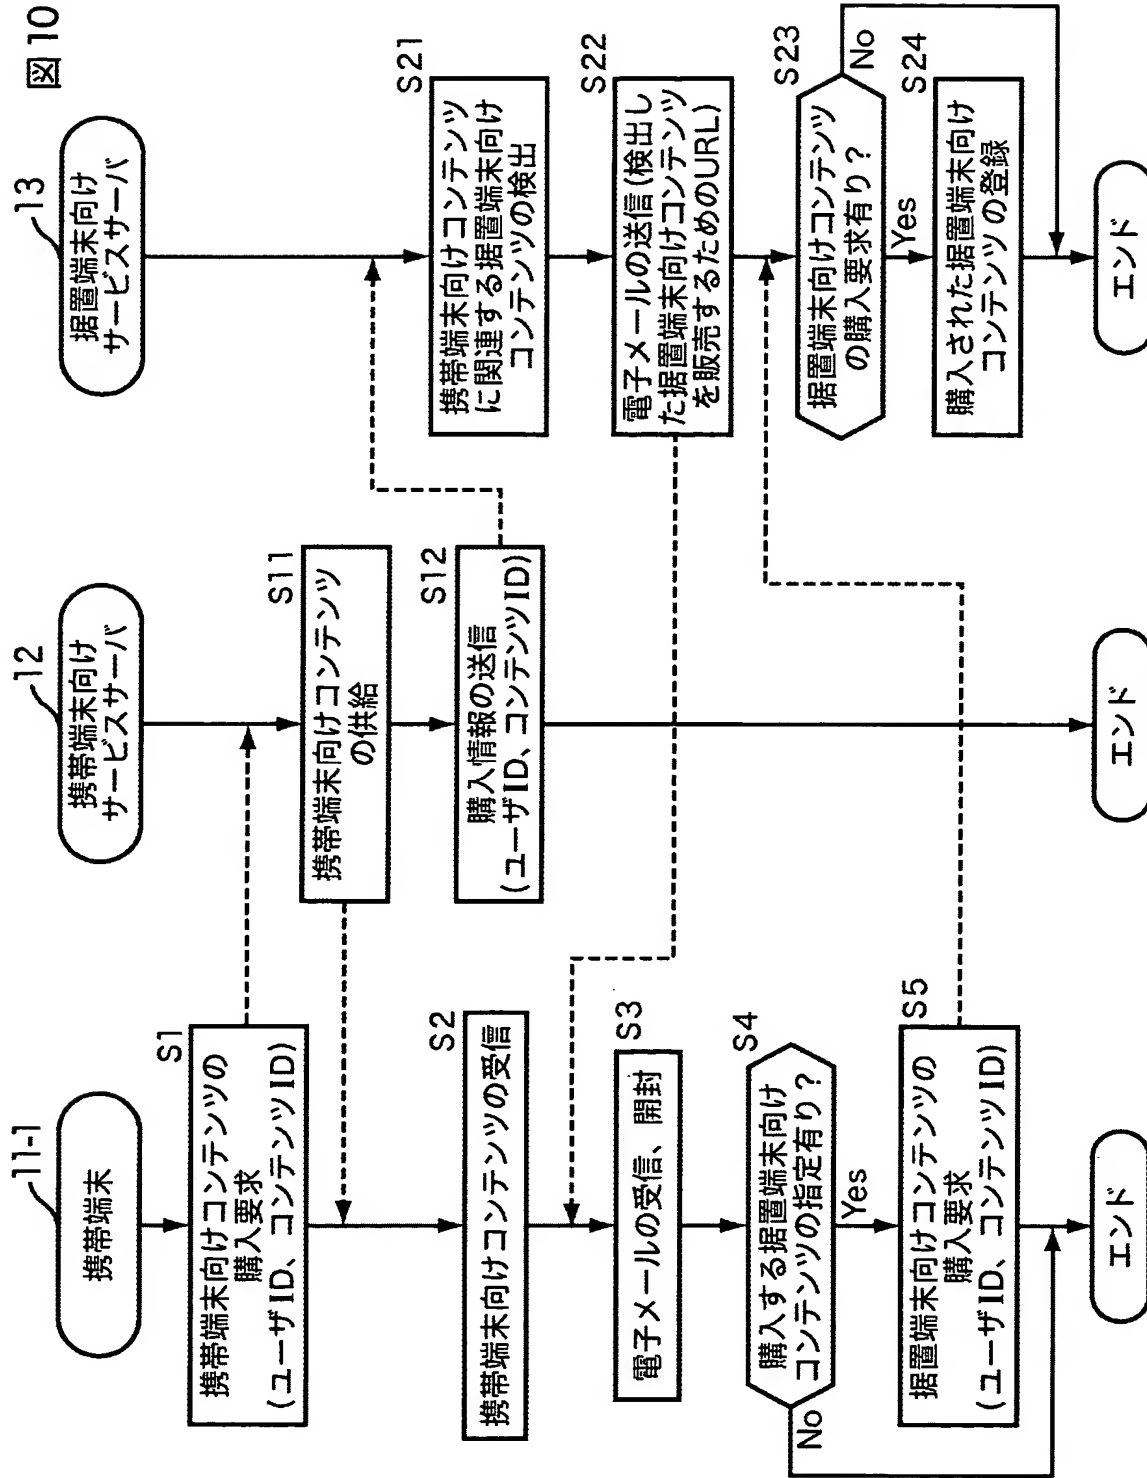 図10
11-1
携帯端末
S1
携帯端末向けコンテンツの
購入要求
(ユーザID、コンテンツID)
S2
携帯端末向けコンテンツの受信
S3
電子メールの受信、開封
S4
購入する据置端末向け
コンテンツの指定有り?
No
Yes
S5
据置端末向けコンテンツの
購入要求
(ユーザID、コンテンツID)
エンド
12
携帯端末向け
サービスサーバ
S11
携帯端末向けコンテンツ
の供給
S12
購入情報の送信
(ユーザID、コンテンツID)
エンド
13
据置端末向け
サービスサーバ
S21
携帯端末向けコンテンツ
に関連する据置端末向け
コンテンツの検出
S22
電子メールの送信(検出し
た据置端末向けコンテンツ
を販売するためのURL)
S23
据置端末向けコンテンツ
の購入要求有り?
No
Yes
S24
購入された据置端末向け
コンテンツの登録
エンド